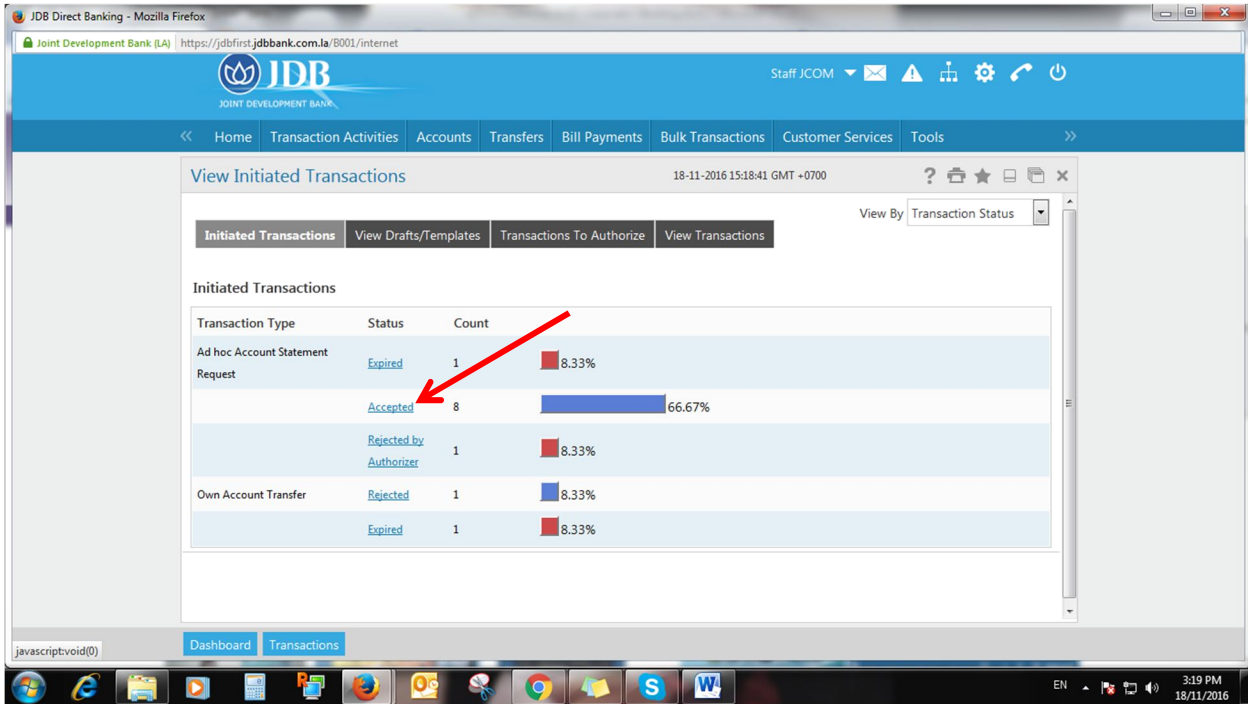 JDB Direct Banking - Mozilla Firefox
Joint Development Bank (LA) https://jdbfirst.jdbbank.com.la/B001/internet
JDB
JOINT DEVELOPMENT BANK
Staff JCOM
Home Transaction Activities Accounts Transfers Bill Payments Bulk Transactions Customer Services Tools
View Initiated Transactions 18-11-2016 15:18:41 GMT +0700
View By Transaction Status
Initiated Transactions View Drafts/Templates Transactions To Authorize View Transactions
Initiated Transactions
Transaction Type Status Count
Ad hoc Account Statement Request Expired 1 8.33%
Accepted 8 66.67%
Rejected by Authorizer 1 8.33%
Own Account Transfer Rejected 1 8.33%
Expired 1 8.33%
Dashboard Transactions
javascript:void(0)
EN 3:19 PM
18/11/2016